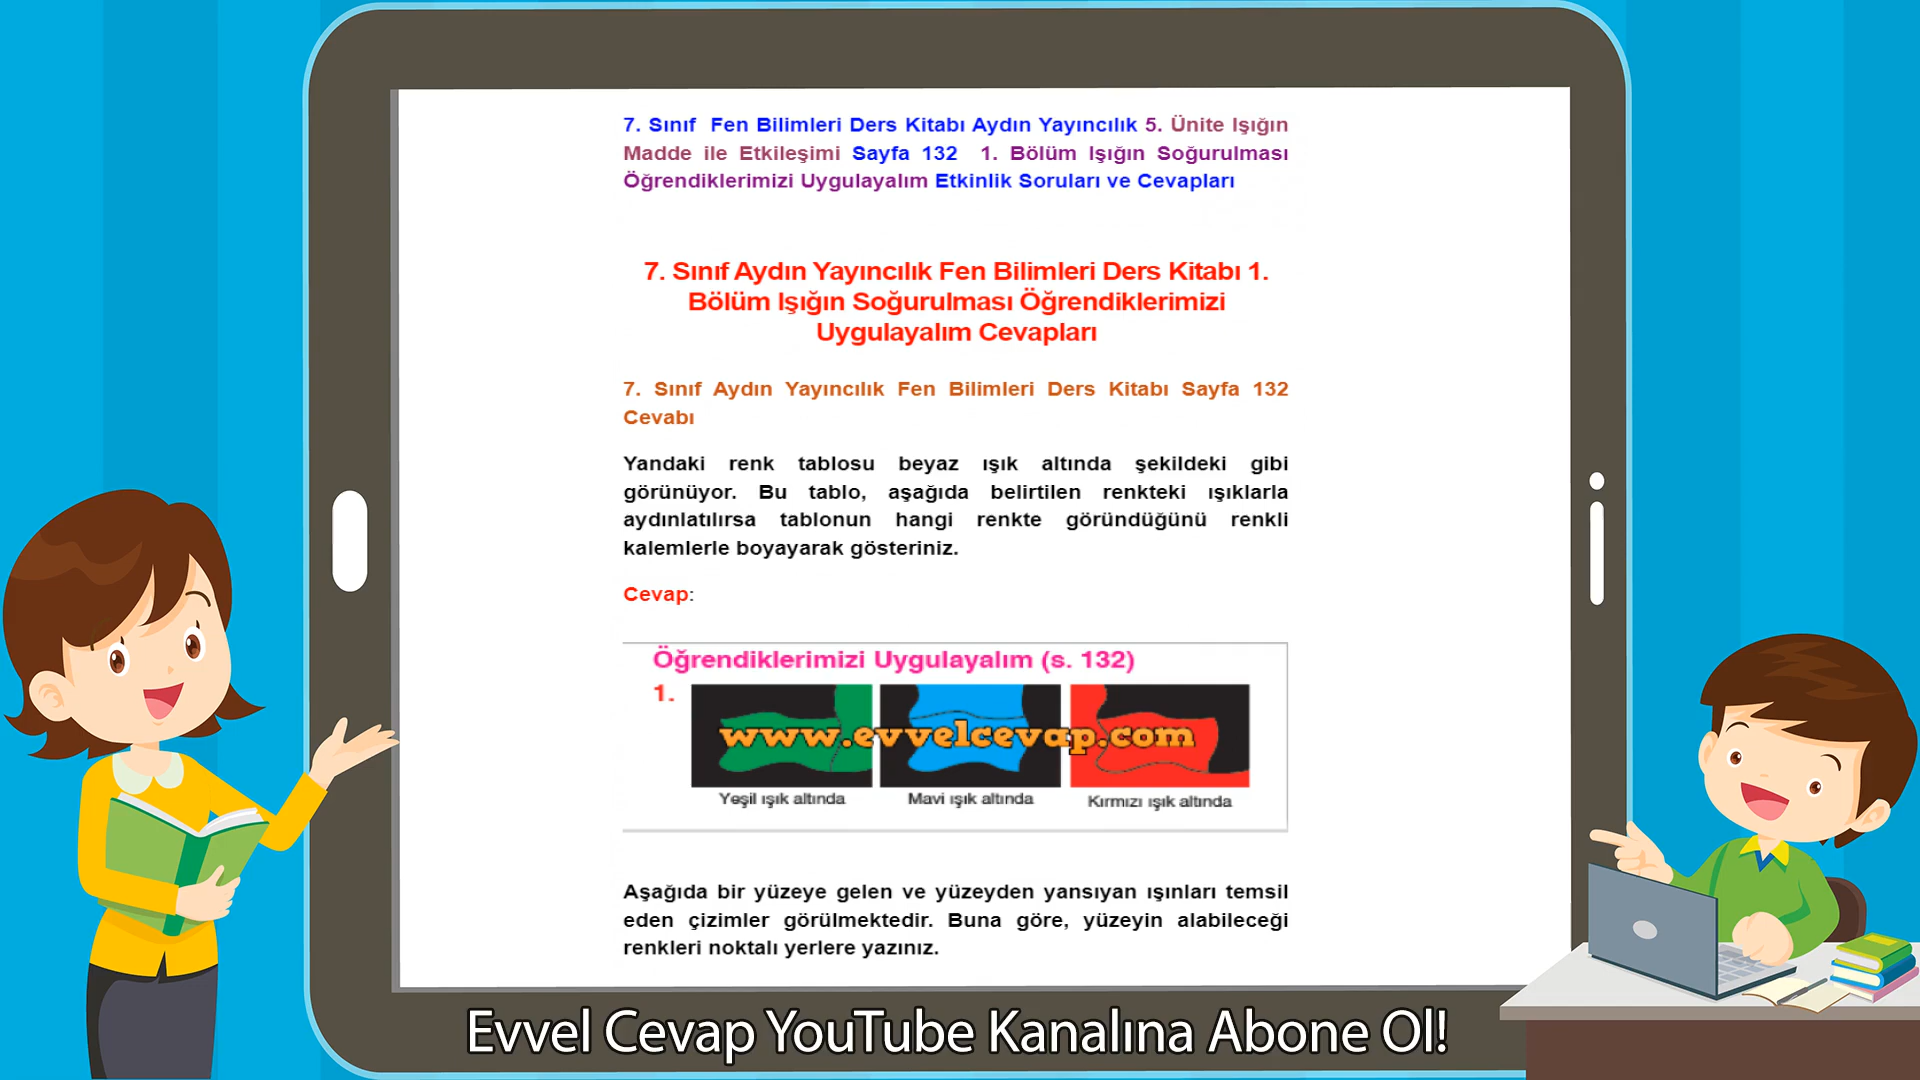 7. Sınıf Fen Bilimleri Ders Kitabı Aydın Yayıncılık 5. Ünite Işığın
Madde ile Etkileşimi Sayfa 132 1. Bölüm Işığın Soğurulması
Öğrendiklerimizi Uygulayalım Etkinlik Soruları ve Cevapları
7. Sınıf Aydın Yayıncılık Fen Bilimleri Ders Kitabı 1.
Bölüm Işığın Soğurulması Öğrendiklerimizi
Uygulayalım Cevapları
7. Sınıf Aydın Yayıncılık Fen Bilimleri Ders Kitabı Sayfa 132
Cevabı
Yandaki renk tablosu beyaz ışık altında şekildeki gibi
görünüyor. Bu tablo, aşağıda belirtilen renkteki ışıklarla
aydınlatılırsa tablonun hangi renkte göründüğünü renkli
kalemlerle boyayarak gösteriniz.
Cevap:
Öğrendiklerimizi Uygulayalım (s. 132)
1.
www.evvelcevap.com
Yeşil ışık altında Mavi ışık altında Kırmızı ışık altında
Aşağıda bir yüzeye gelen ve yüzeyden yansıyan ışınları temsil
eden çizimler görülmektedir. Buna göre, yüzeyin alabileceği
renkleri noktalı yerlere yazınız.
Evvel Cevap YouTube Kanalına Abone Ol!